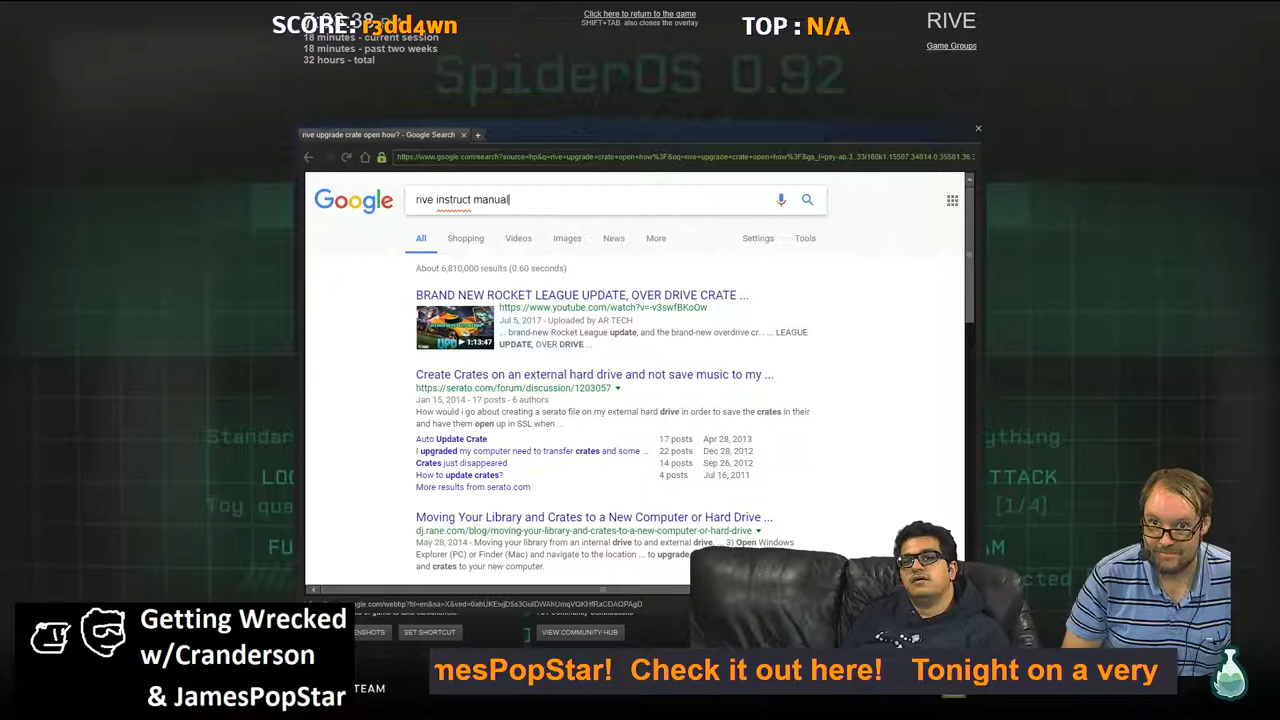 SCORE: r3dd4wn
18 minutes - current session
18 minutes - past two weeks
32 hours - total
Click here to return to the game
SHIFT+TAB also closes the overlay
TOP : N/A
RIVE
Game Groups
SpiderOS 0.92
rive upgrade crate open how? - Google Search
Google
rive instruct manual
All
Shopping
Videos
Images
News
More
Settings
Tools
About 6,810,000 results (0.60 seconds)
BRAND NEW ROCKET LEAGUE UPDATE, OVER DRIVE CRATE ...
https://www.youtube.com/watch?v=-v3swfBKoOw
Jul 5, 2017 - Uploaded by AR TECH
... brand-new Rocket League update, and the brand-new overdrive cr... ... LEAGUE
UPDATE, OVER DRIVE ...
1:13:47
Create Crates on an external hard drive and not save music to my ...
https://serato.com/forum/discussion/1203057
Jan 15, 2014 - 17 posts - 6 authors
How would i go about creating a serato file on my external hard drive in order to save the crates in their
and have them open up in SSL when ...
Auto Update Crate 17 posts Apr 28, 2013
I upgraded my computer need to transfer crates and some ... 22 posts Dec 28, 2012
Crates just disappeared 14 posts Sep 26, 2012
How to update crates? 4 posts Jul 16, 2011
More results from serato.com
Moving Your Library and Crates to a New Computer or Hard Drive ...
dj.rane.com/blog/moving-your-library-and-crates-to-a-new-computer-or-hard-drive
May 28, 2014 - Moving your library from an internal drive to and external drive, ... 3) Open Windows
Explorer (PC) or Finder (Mac) and navigate to the location ... to
and crates to your new computer.
SET SHORTCUT
VIEW COMMUNITY HUB
[1/4]
Getting Wrecked
w/Cranderson
& JamesPopStar
mesPopStar! Check it out here! Tonight on a very